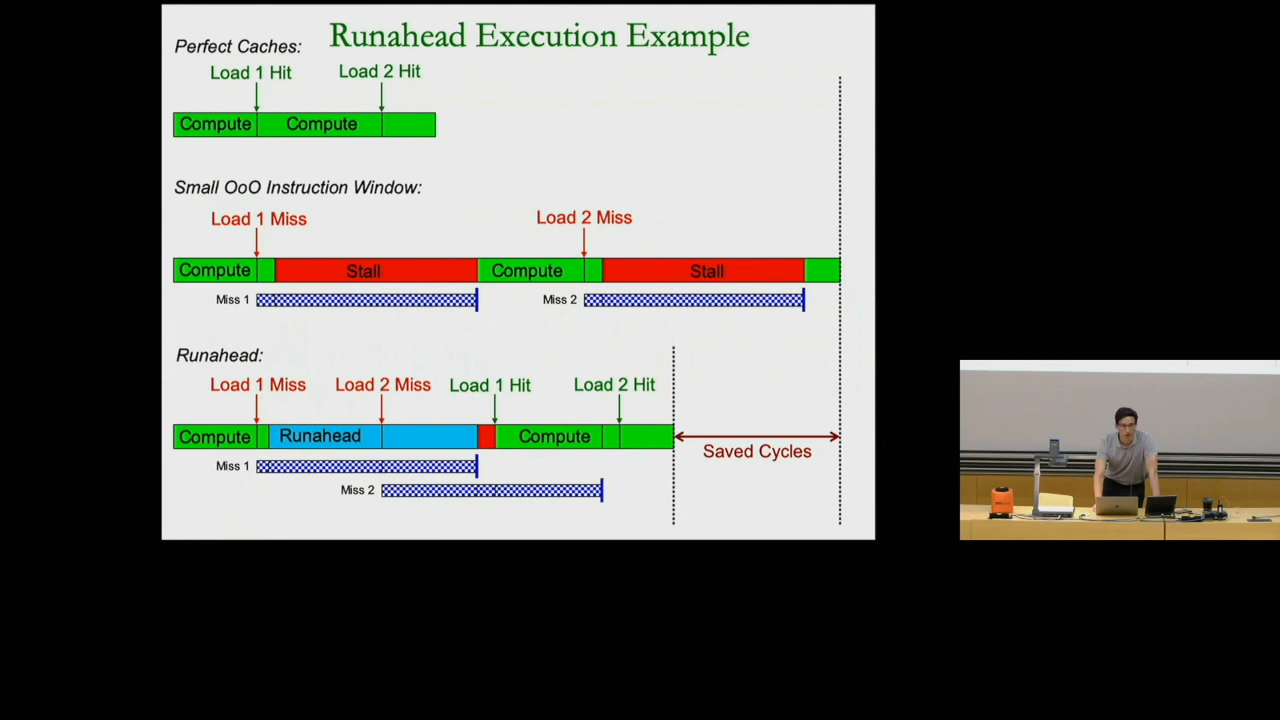 Runahead Execution Example
Perfect Caches:
Load 1 Hit Load 2 Hit
Compute Compute
Small OoO Instruction Window:
Load 1 Miss Load 2 Miss
Compute Stall Compute Stall
Miss 1 Miss 2
Runahead:
Load 1 Miss Load 2 Miss Load 1 Hit Load 2 Hit
Compute Runahead Compute
Saved Cycles
Miss 1
Miss 2